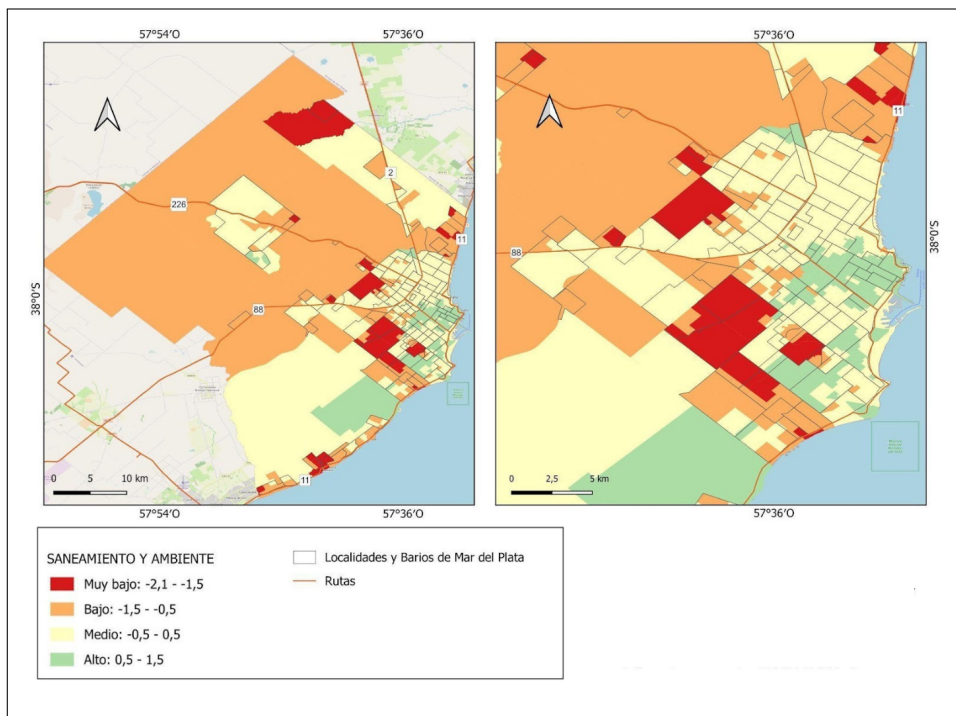 57°54'O 57°36'O
57°36'O
2
11
226
88
38°0'S
0 5 10 km
11
57°54'O 57°36'O
11
88
38°0'S
0 2,5 5 km
57°36'O
SANEAMIENTO Y AMBIENTE
Muy bajo: -2,1 - -1,5
Bajo: -1,5 - -0,5
Medio: -0,5 - 0,5
Alto: 0,5 - 1,5
Localidades y Barios de Mar del Plata
Rutas